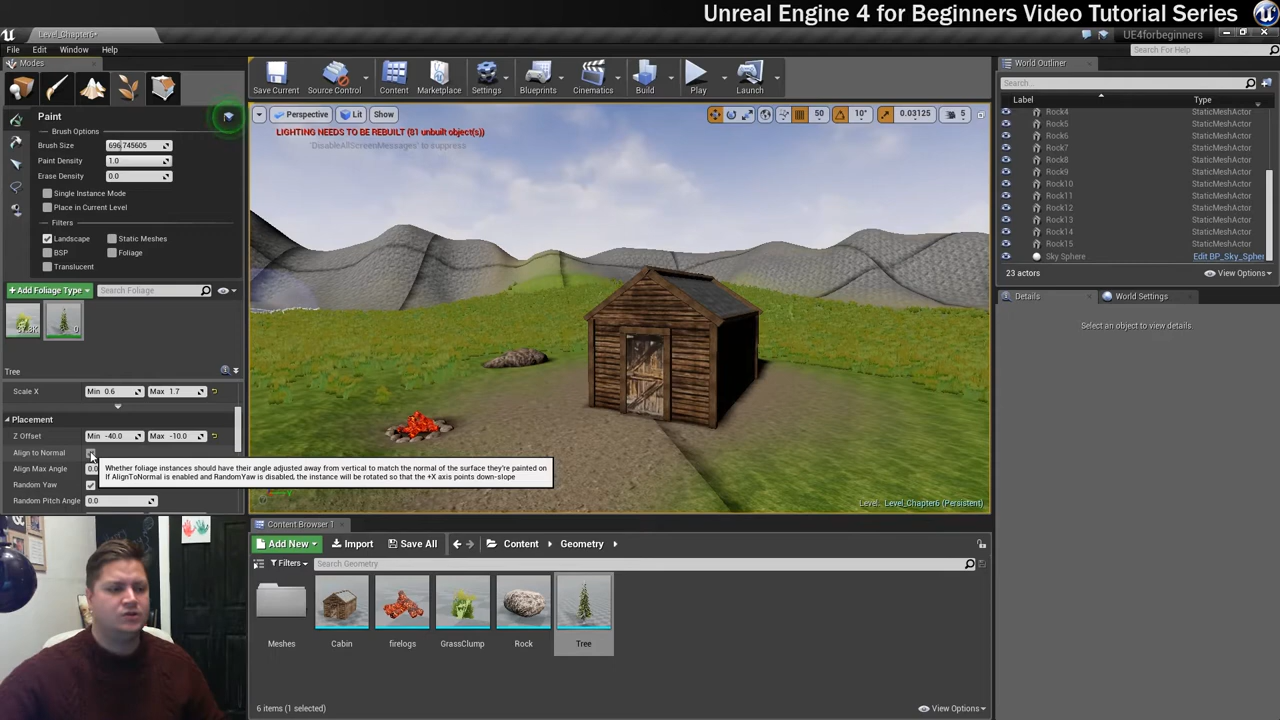 Unreal Engine 4 for Beginners Video Tutorial Series
Level_Chapter6*
UE4forbeginners
File Edit Window Help
Search For Help
Modes
World Outliner
Save Current Source Control Content Marketplace Settings Blueprints Cinematics Build Play Launch
Search...
Label Type
Paint
Brush Options
Brush Size 696.745605
Paint Density 1.0
Erase Density 0.0
Single Instance Mode
Place in Current Level
Filters
Landscape Static Meshes
BSP Foliage
Translucent
Perspective Lit Show 50 10° 0.03125 5
LIGHTING NEEDS TO BE REBUILT (81 unbuilt object(s))
'DisableAllScreenMessages' to suppress
Rock4 StaticMeshActor
Rock5 StaticMeshActor
Rock6 StaticMeshActor
Rock7 StaticMeshActor
Rock8 StaticMeshActor
Rock9 StaticMeshActor
Rock10 StaticMeshActor
Rock11 StaticMeshActor
Rock12 StaticMeshActor
Rock13 StaticMeshActor
Rock14 StaticMeshActor
Rock15 StaticMeshActor
Sky Sphere Edit BP_Sky_Spher
23 actors View Options
Details World Settings
Select an object to view details.
+Add Foliage Type Search Foliage
0
Tree
Scale X Min 0.6 Max 1.7
Placement
Z Offset Min -40.0 Max -10.0
Align to Normal
Align Max Angle 0.0
Random Yaw
Random Pitch Angle 0.0
Whether foliage instances should have their angle adjusted away from vertical to match the normal of the surface they're painted on
If AlignToNormal is enabled and RandomYaw is disabled, the instance will be rotated so that the +X axis points down-slope
Level: Level_Chapter6 (Persistent)
Content Browser 1
Add New Import Save All Content Geometry
Filters Search Geometry
Meshes Cabin firelogs GrassClump Rock Tree
6 items (1 selected) View Options